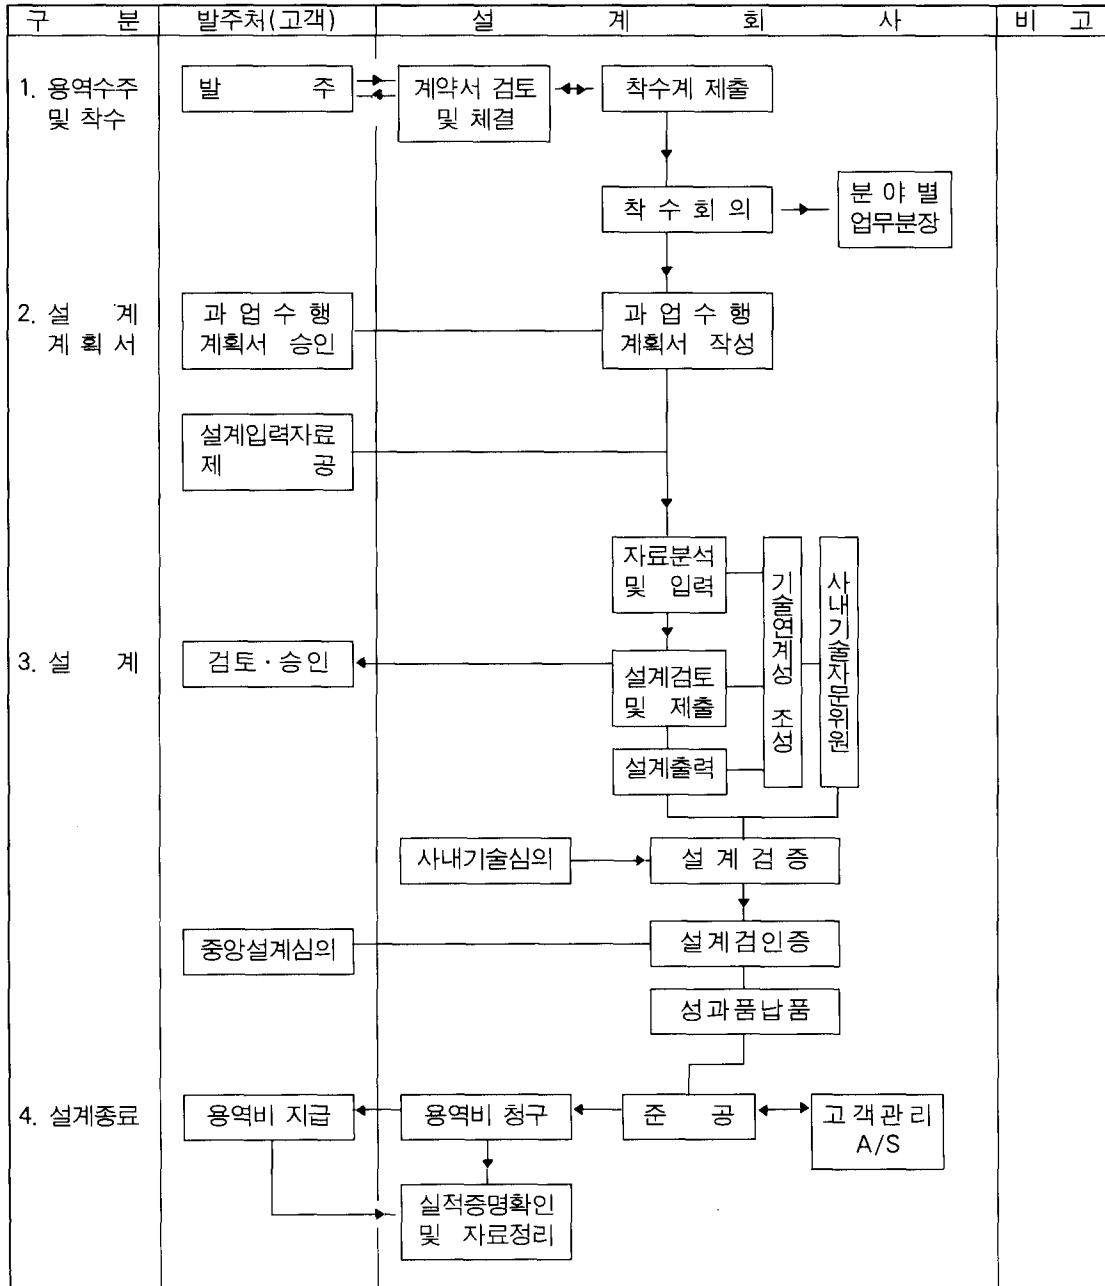 구 분 발주처(고객) 설 계 회 사 비 고
1. 용역수주
및 착수
발 주
계약서 검토
및 체결
착수계 제출
착 수 회 의
분 야 별
업무분장
2. 설 계
계 획 서
과 업 수 행
계획서 승인
과 업 수 행
계획서 작성
설계입력자료
제 공
자료분석
및 입력
기술연계성 조성
사내기술자문위원
3. 설 계
검토·승인
설계검토
및 제출
설계출력
사내기술심의
설 계 검 증
중앙설계심의
설계검인증
성과품납품
4. 설계종료
용역비 지급
용역비 청구
준 공
고객관리
A/S
실적증명확인
및 자료정리